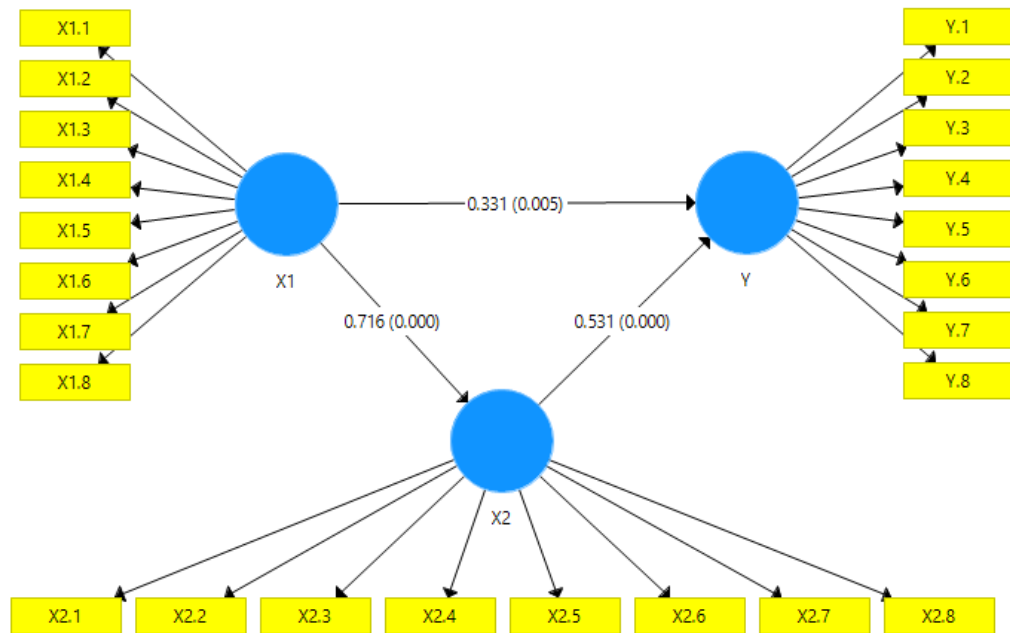 X1.1
X1.2
X1.3
X1.4
X1.5
X1.6
X1.7
X1.8
X1
0.331 (0.005)
0.716 (0.000)
0.531 (0.000)
Y
Y.1
Y.2
Y.3
Y.4
Y.5
Y.6
Y.7
Y.8
X2
X2.1
X2.2
X2.3
X2.4
X2.5
X2.6
X2.7
X2.8